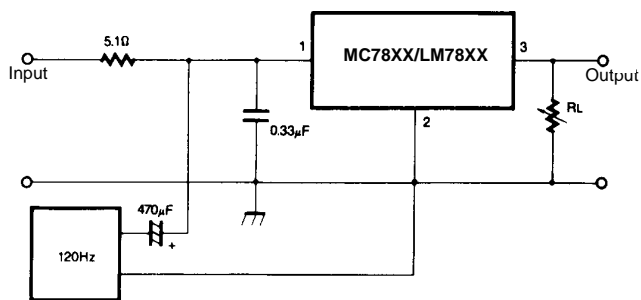 5.1Ω
Input
1
MC78XX/LM78XX
3
Output
0.33µF
2
RL
470µF
+
120Hz